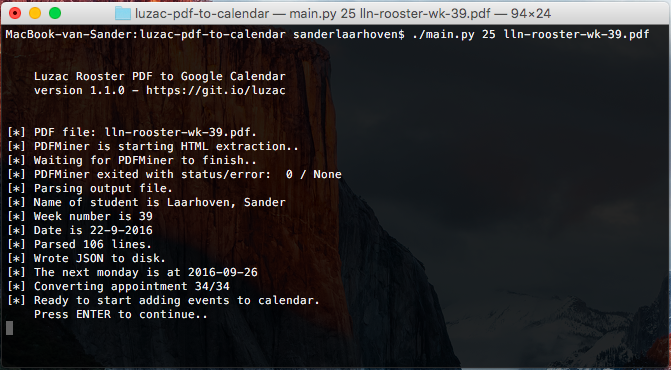 luzac-pdf-to-calendar — main.py 25 lln-rooster-wk-39.pdf — 94×24
MacBook-van-Sander:luzac-pdf-to-calendar sanderlaarhoven$ ./main.py 25 lln-rooster-wk-39.pdf
Luzac Rooster PDF to Google Calendar
version 1.1.0 - https://git.io/luzac
[*] PDF file: lln-rooster-wk-39.pdf.
[*] PDFMiner is starting HTML extraction..
[*] Waiting for PDFMiner to finish..
[*] PDFMiner exited with status/error:  0 / None
[*] Parsing output file.
[*] Name of student is Laarhoven, Sander
[*] Week number is 39
[*] Date is 22-9-2016
[*] Parsed 106 lines.
[*] Wrote JSON to disk.
[*] The next monday is at 2016-09-26
[*] Converting appointment 34/34
[*] Ready to start adding events to calendar.
Press ENTER to continue..